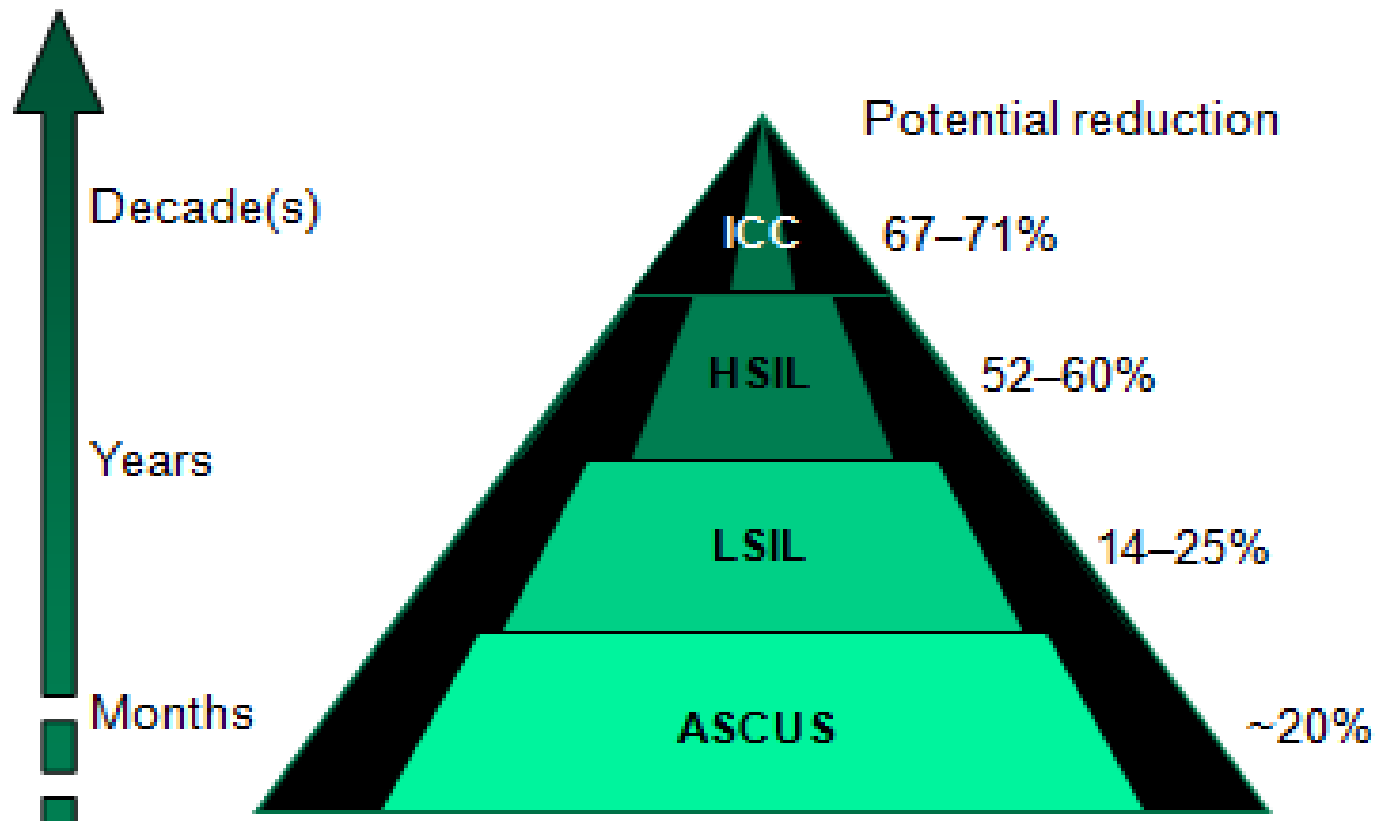 Potential reduction
Decade(s)
ICC
67–71%
HSIL
52–60%
Years
LSIL
14–25%
Months
ASCUS
~20%